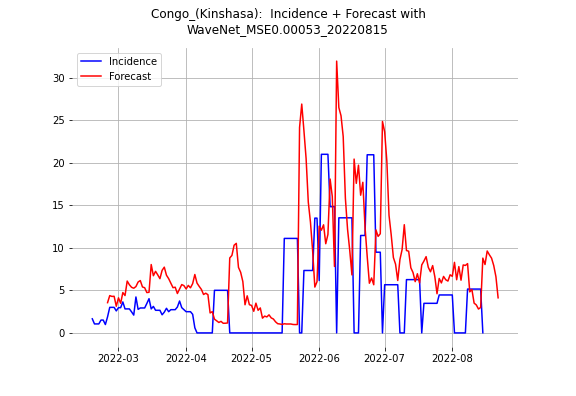 Congo_(Kinshasa):  Incidence + Forecast with
WaveNet_MSE0.00053_20220815
Incidence
Forecast
30
25
20
15
10
5
0
2022-03 2022-04 2022-05 2022-06 2022-07 2022-08